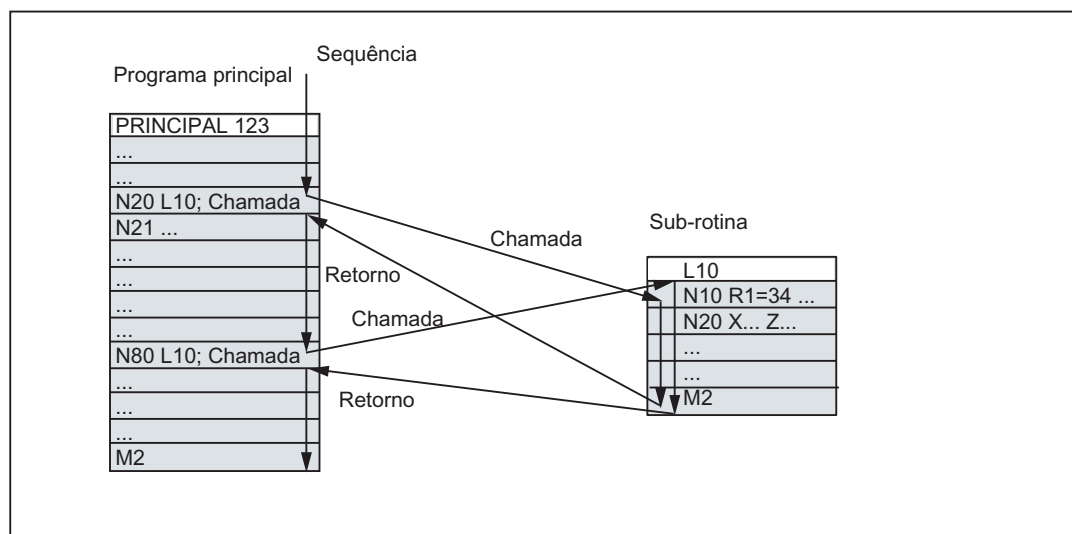 Sequência
Programa principal
PRINCIPAL 123
...
...
N20 L10; Chamada
N21 ...
...
...
...
...
N80 L10; Chamada
...
...
...
M2
Chamada
Retorno
Chamada
Retorno
Sub-rotina
L10
N10 R1=34 ...
N20 X... Z...
...
...
M2